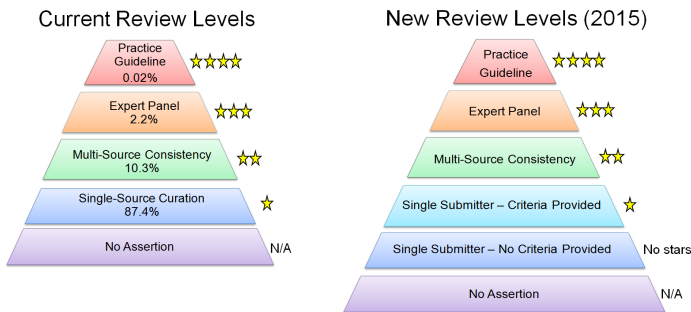 Current Review Levels
Practice
Guideline
0.02%
Expert Panel
2.2%
Multi-Source Consistency
10.3%
Single-Source Curation
87.4%
No Assertion
N/A
New Review Levels (2015)
Practice
Guideline
Expert Panel
Multi-Source Consistency
Single Submitter – Criteria Provided
Single Submitter – No Criteria Provided
No stars
No Assertion
N/A